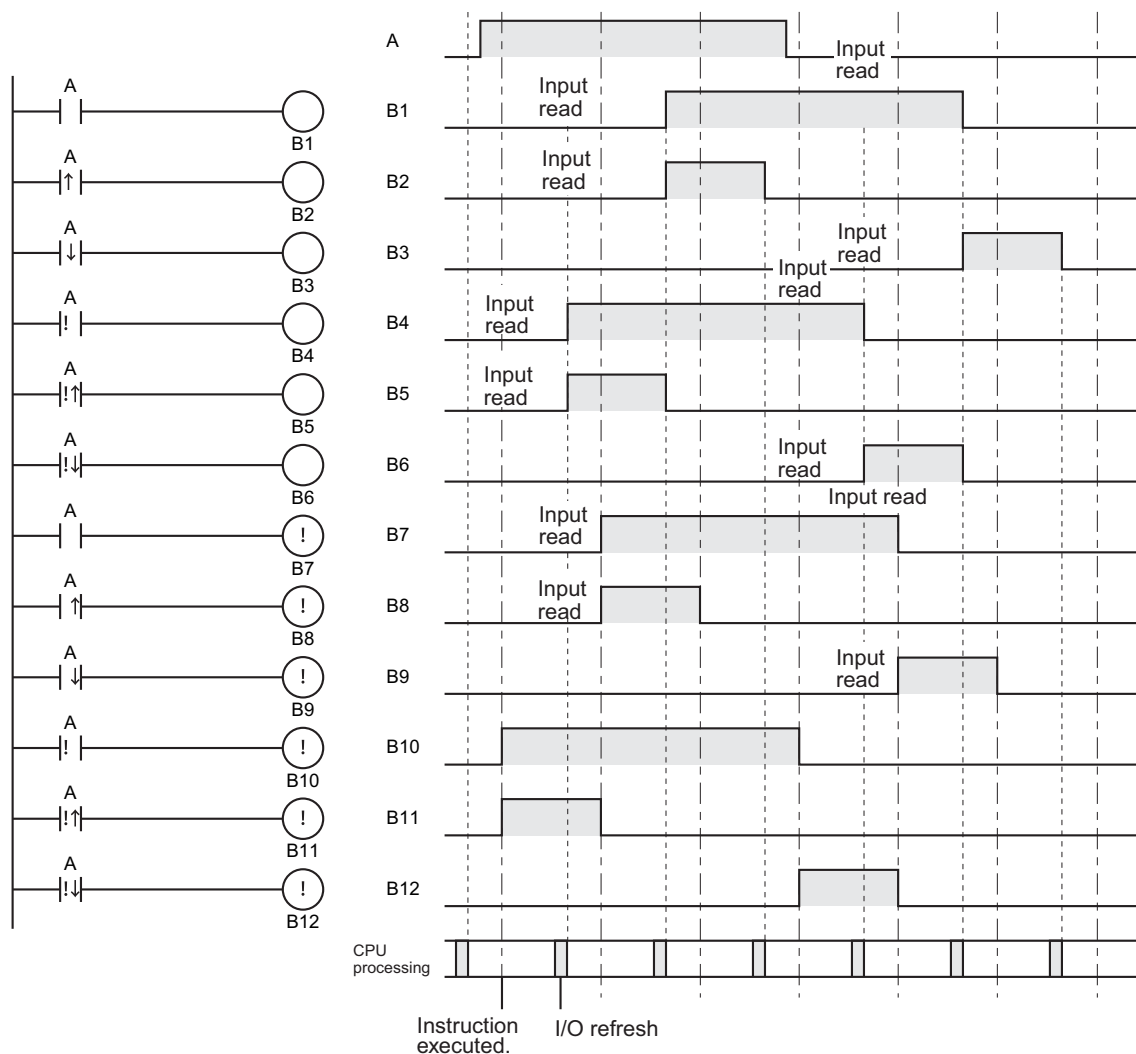 A
Input
read
A
B1
Input
read
B1
A
↑
B2
Input
read
B2
A
↓
B3
Input
read
B3
A
!
B4
Input
read
Input
read
B4
A
!↑
B5
Input
read
B5
A
!↓
B6
Input
read
B6
A
!
B7
Input
read
Input read
B7
A
↑
!
B8
Input
read
B8
A
↓
!
B9
Input
read
B9
A
!
!
B10
B10
A
!↑
!
B11
B11
A
!↓
!
B12
B12
CPU
processing
Instruction
executed.
I/O refresh